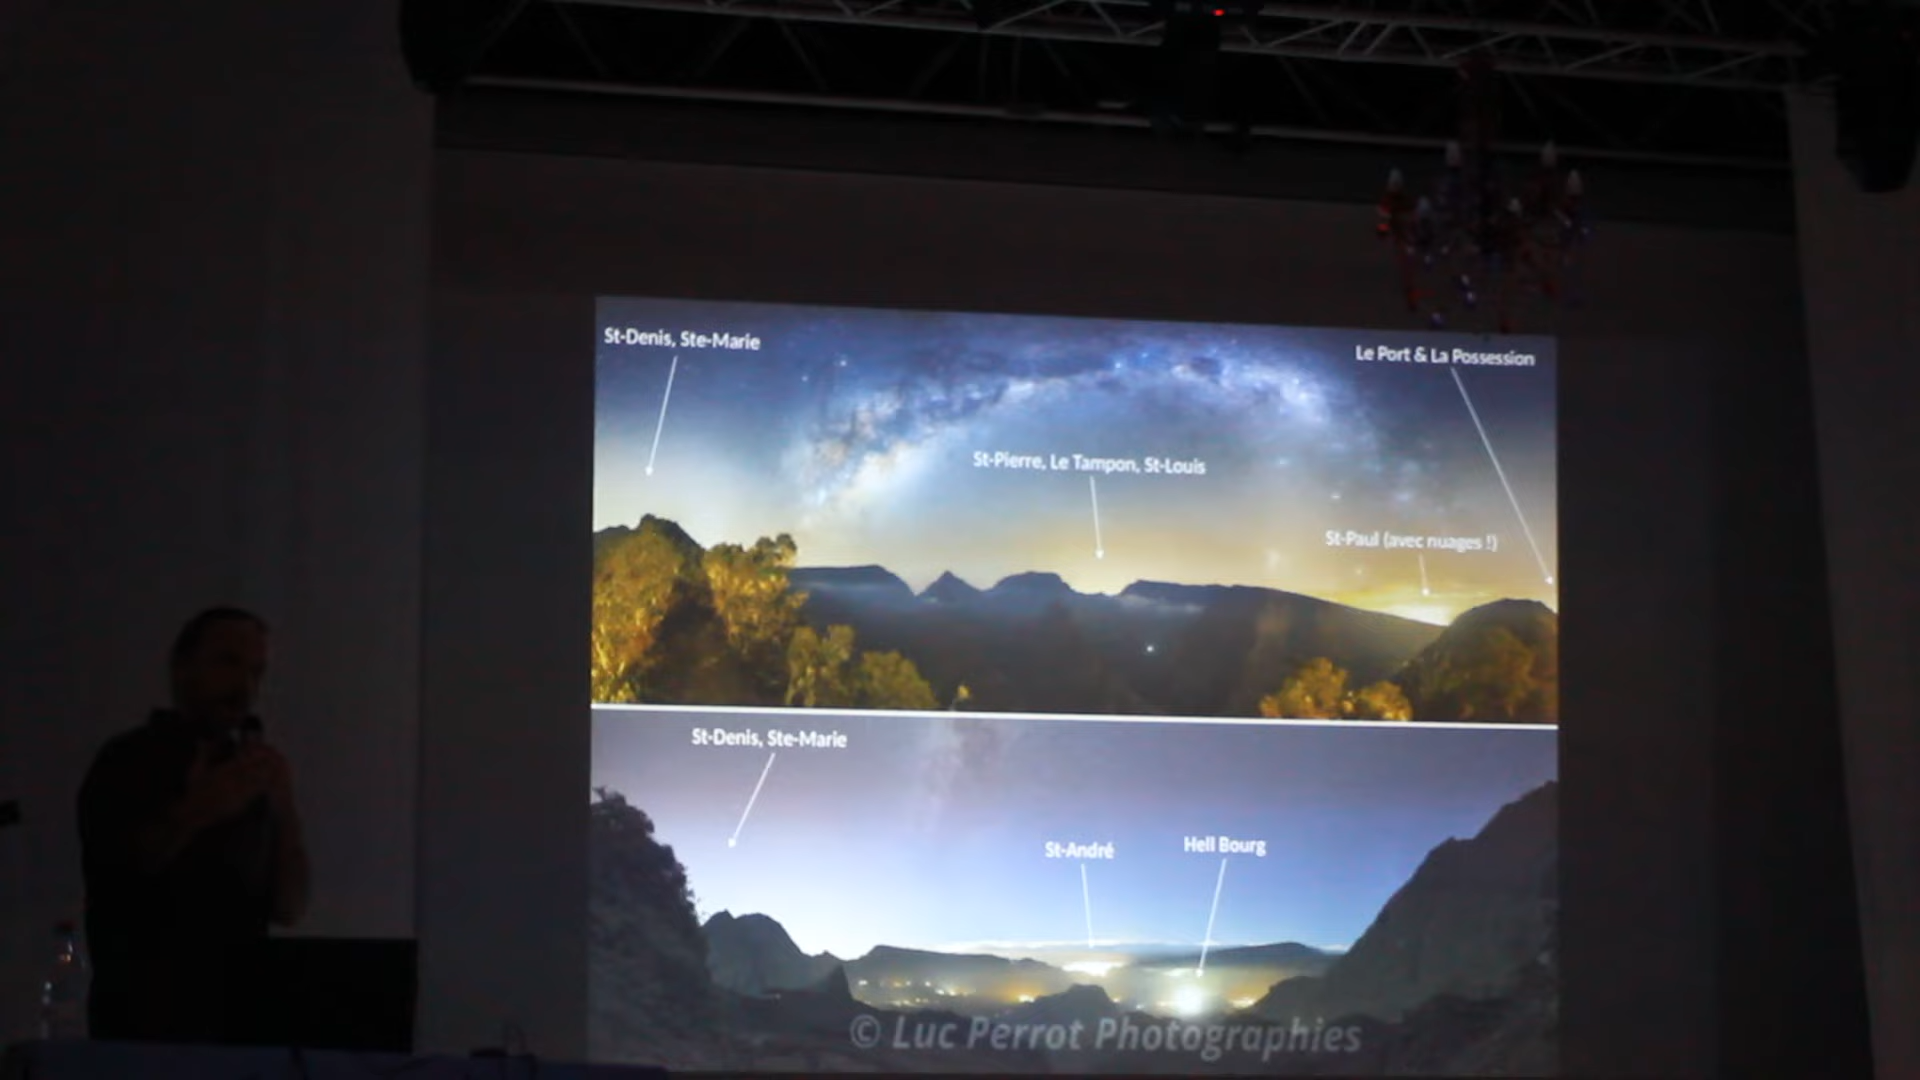 St-Denis, Ste-Marie
Le Port & La Possession
St-Pierre, Le Tampon, St-Louis
St-Paul (avec nuages !)
St-Denis, Ste-Marie
St-André
Hell Bourg
© Luc Perrot Photographies